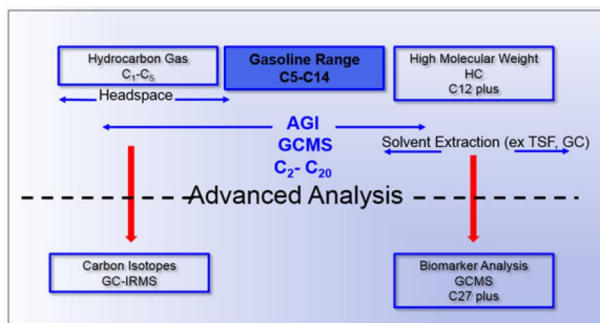 Hydrocarbon Gas
C₁-C₅
Gasoline Range
C5-C14
High Molecular Weight
HC
C12 plus
Headspace
AGI
GCMS
C₂- C₂₀
Solvent Extraction (ex TSF, GC)
Advanced Analysis
Carbon Isotopes
GC-IRMS
Biomarker Analysis
GCMS
C27 plus